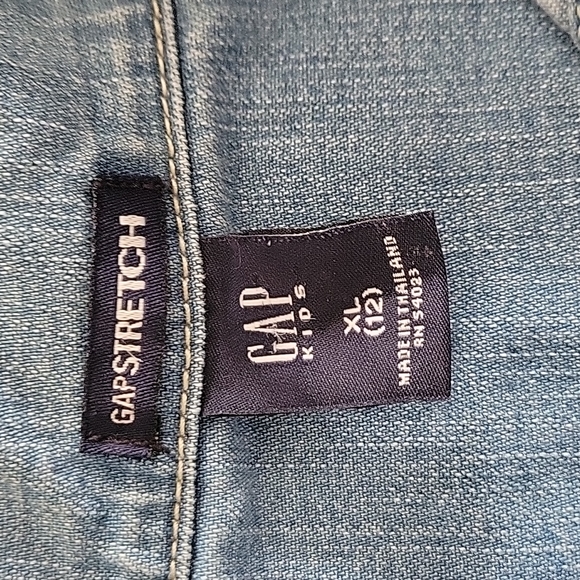 GAPSTRETCH
GAP
KIDS
XL
(12)
MADE IN THAILAND
RN 54023